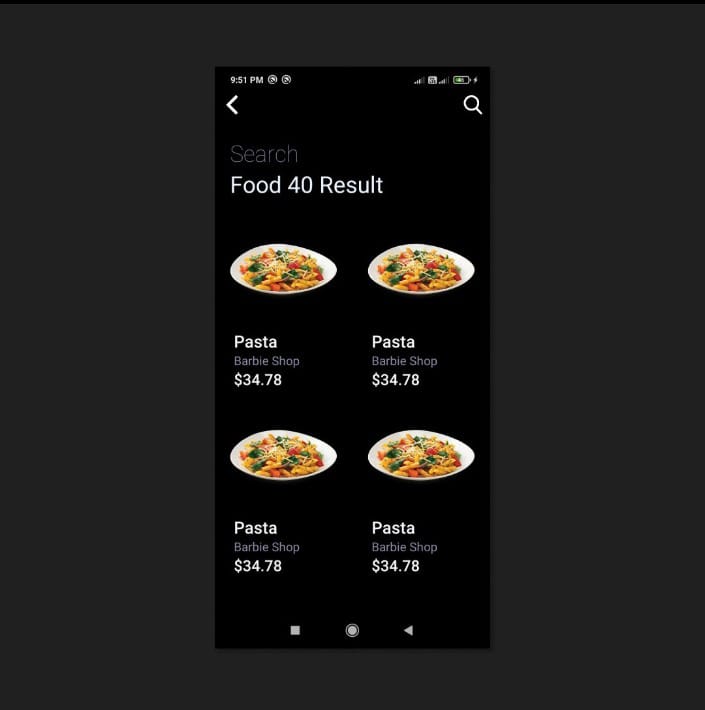 9:51 PM
Search
Food 40 Result
Pasta Pasta
Barbie Shop Barbie Shop
$34.78 $34.78
Pasta Pasta
Barbie Shop Barbie Shop
$34.78 $34.78